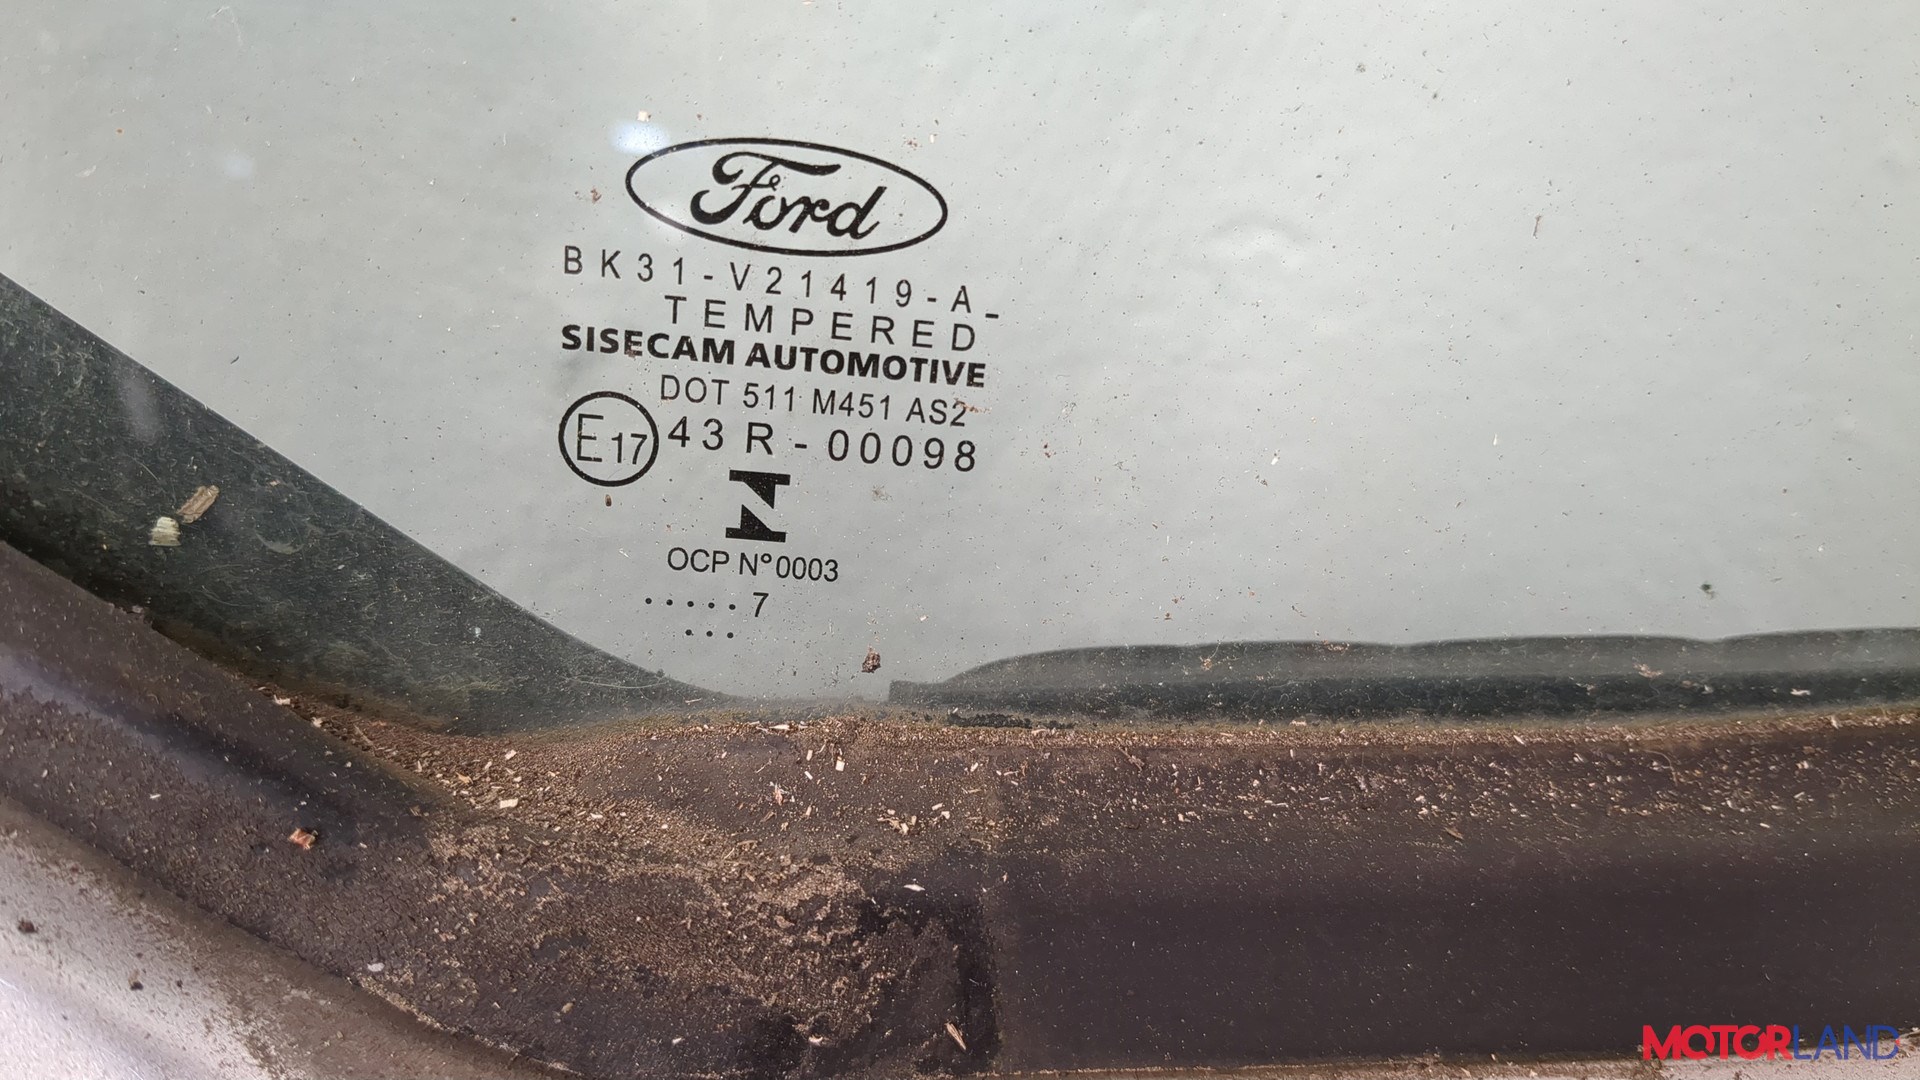 Ford
BK31-V21419-A-
TEMPERED
SISECAM AUTOMOTIVE
DOT 511 M451 AS2
E17 43R-00098
OCP N°0003
.....7
...
MOTORLAND